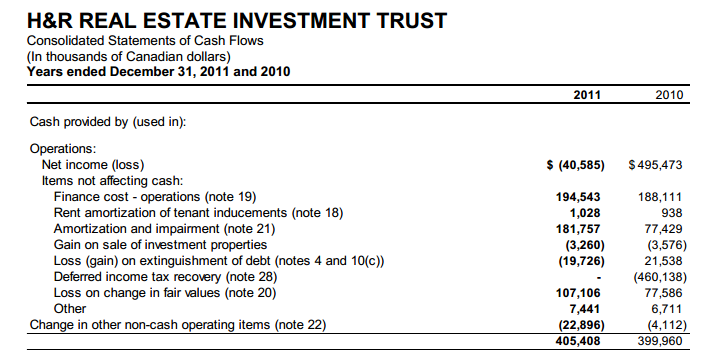 H&R REAL ESTATE INVESTMENT TRUST
Consolidated Statements of Cash Flows
(In thousands of Canadian dollars)
Years ended December 31, 2011 and 2010
2011 2010
Cash provided by (used in):
Operations:
Net income (loss) $ (40,585) $ 495,473
Items not affecting cash:
Finance cost - operations (note 19) 194,543 188,111
Rent amortization of tenant inducements (note 18) 1,028 938
Amortization and impairment (note 21) 181,757 77,429
Gain on sale of investment properties (3,260) (3,576)
Loss (gain) on extinguishment of debt (notes 4 and 10(c)) (19,726) 21,538
Deferred income tax recovery (note 28) - (460,138)
Loss on change in fair values (note 20) 107,106 77,586
Other 7,441 6,711
Change in other non-cash operating items (note 22) (22,896) (4,112)
405,408 399,960